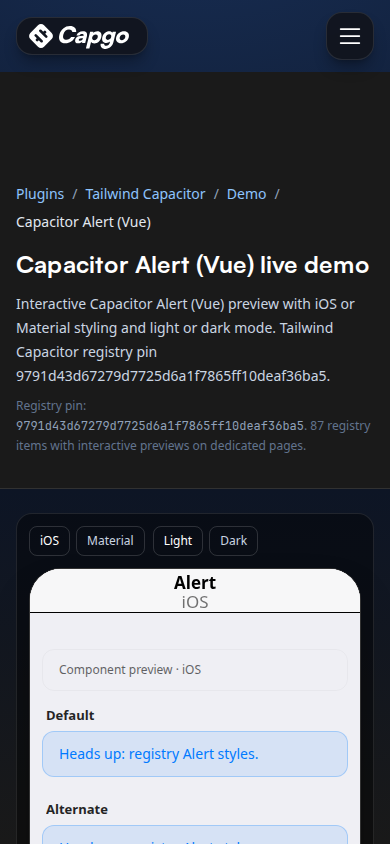 Capgo
Plugins / Tailwind Capacitor / Demo /
Capacitor Alert (Vue)
Capacitor Alert (Vue) live demo
Interactive Capacitor Alert (Vue) preview with iOS or
Material styling and light or dark mode. Tailwind
Capacitor registry pin
9791d43d67279d7725d6a1f7865ff10deaf36ba5.
Registry pin:
9791d43d67279d7725d6a1f7865ff10deaf36ba5. 87 registry
items with interactive previews on dedicated pages.
iOS Material Light Dark
Alert
iOS
Component preview · iOS
Default
Heads up: registry Alert styles.
Alternate